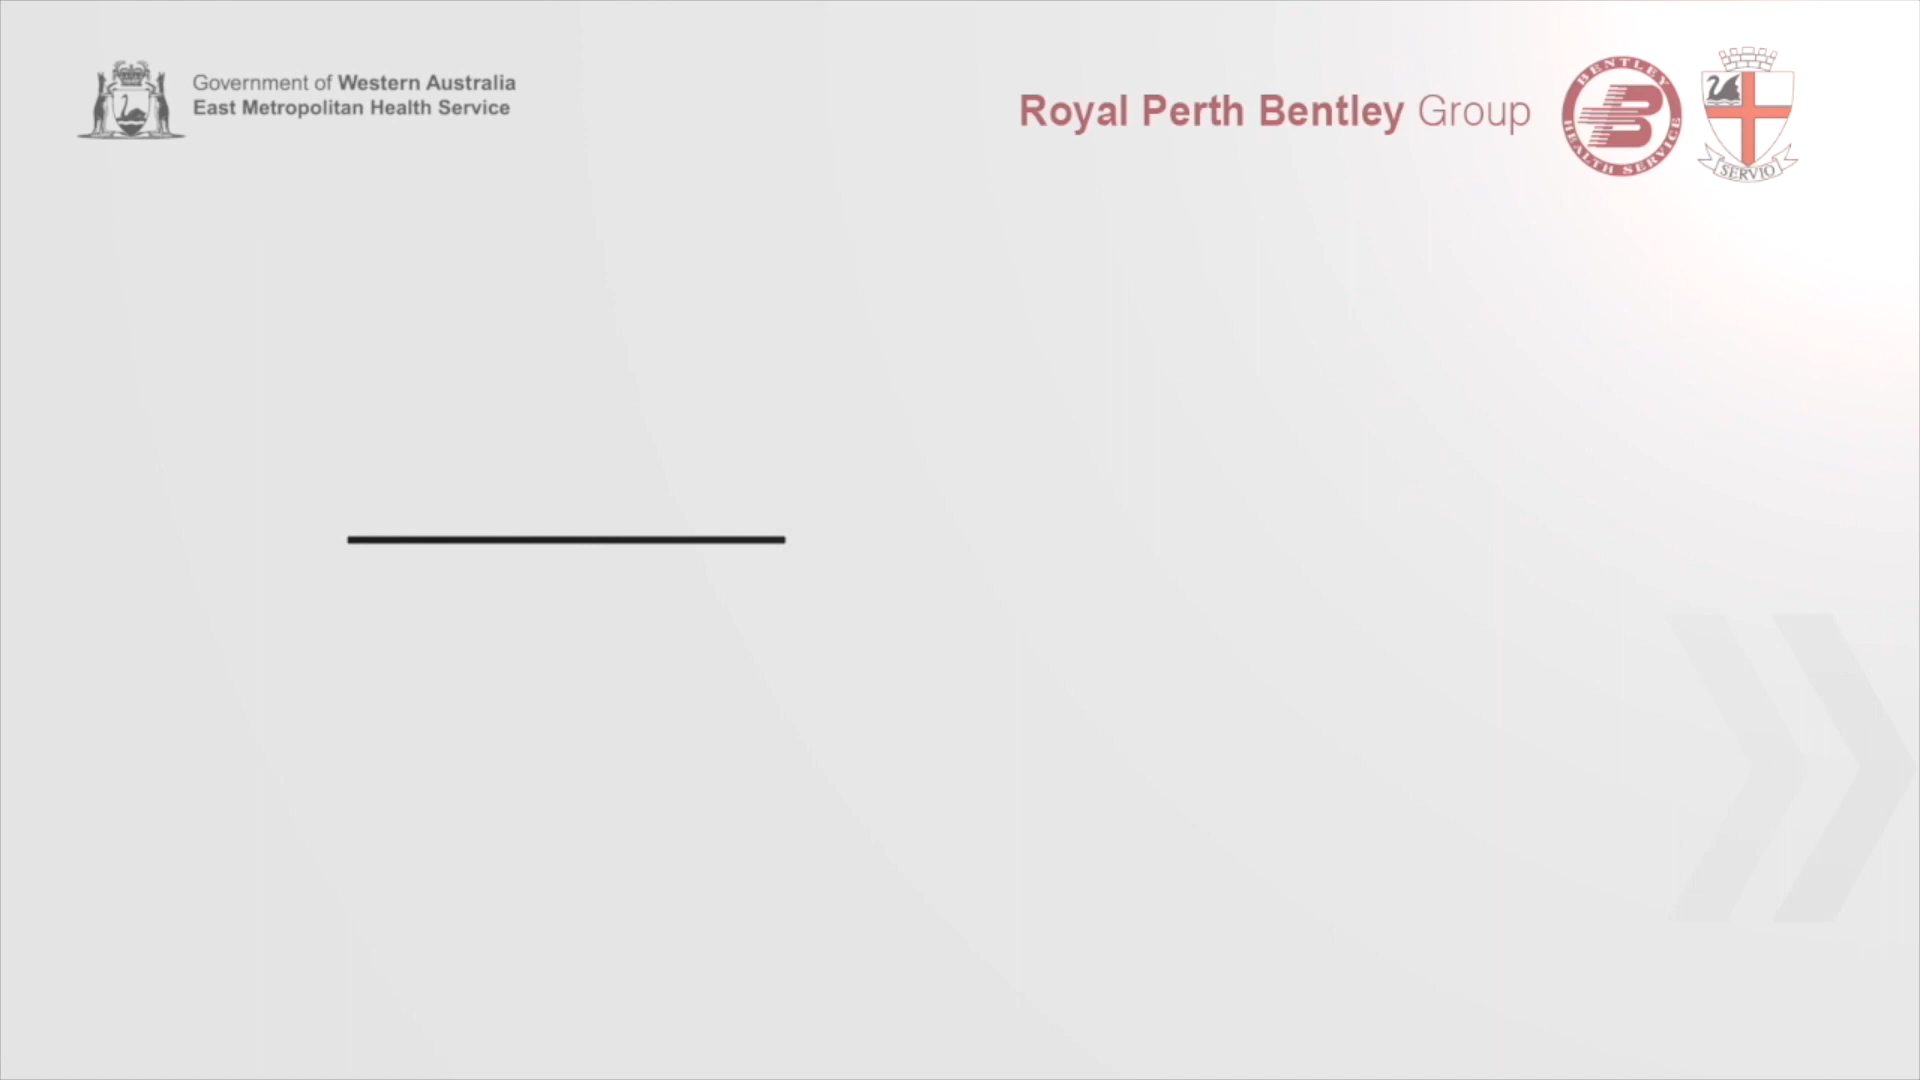 Government of Western Australia
East Metropolitan Health Service
Royal Perth Bentley Group
BENTLEY
HEALTH SERVICE
SERVIO